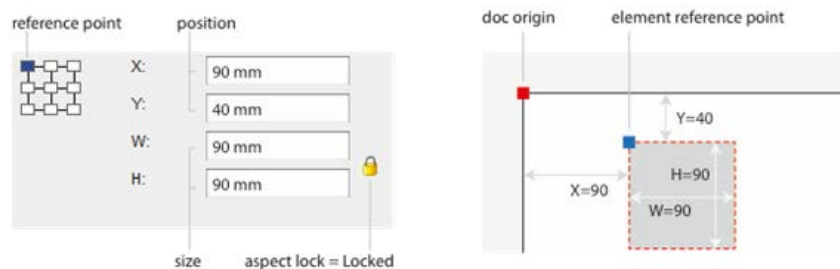 reference point
position
X:
90 mm
Y:
40 mm
W:
90 mm
H:
90 mm
size
aspect lock = Locked
doc origin
element reference point
Y=40
X=90
H=90
W=90